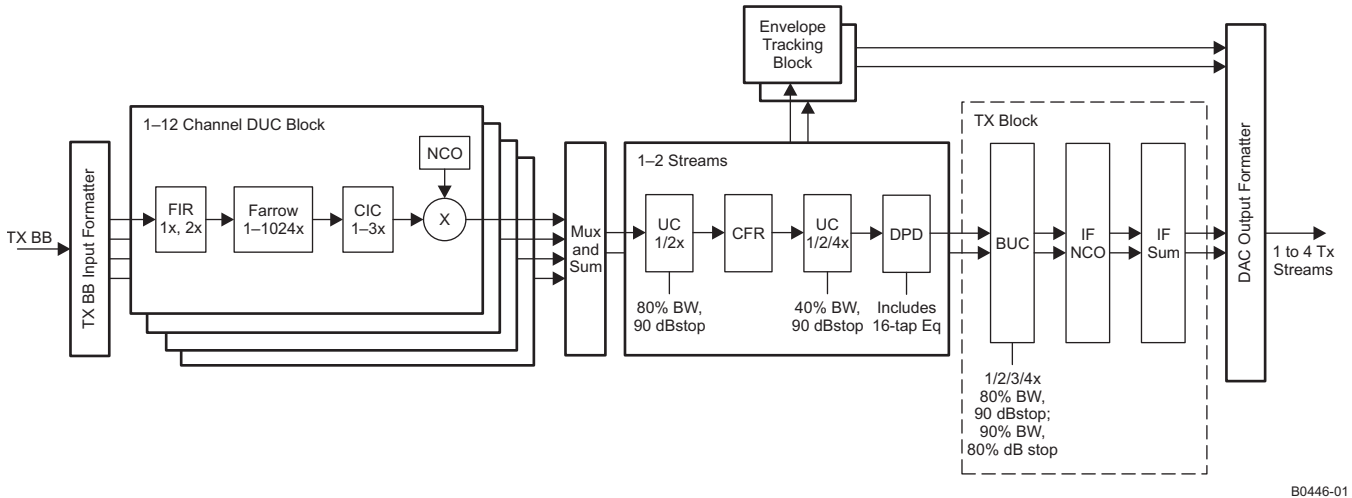 Envelope
Tracking
Block
1–12 Channel DUC Block
TX Block
NCO
1–2 Streams
TX BB
TX BB Input Formatter
FIR
1x, 2x
Farrow
1–1024x
CIC
1–3x
X
Mux
and
Sum
UC
1/2x
CFR
UC
1/2/4x
DPD
BUC
IF
NCO
IF
Sum
DAC Output Formatter
1 to 4 Tx
Streams
80% BW,
90 dBstop
40% BW,
90 dBstop
Includes
16-tap Eq
1/2/3/4x
80% BW,
90 dBstop;
90% BW,
80% dB stop
B0446-01